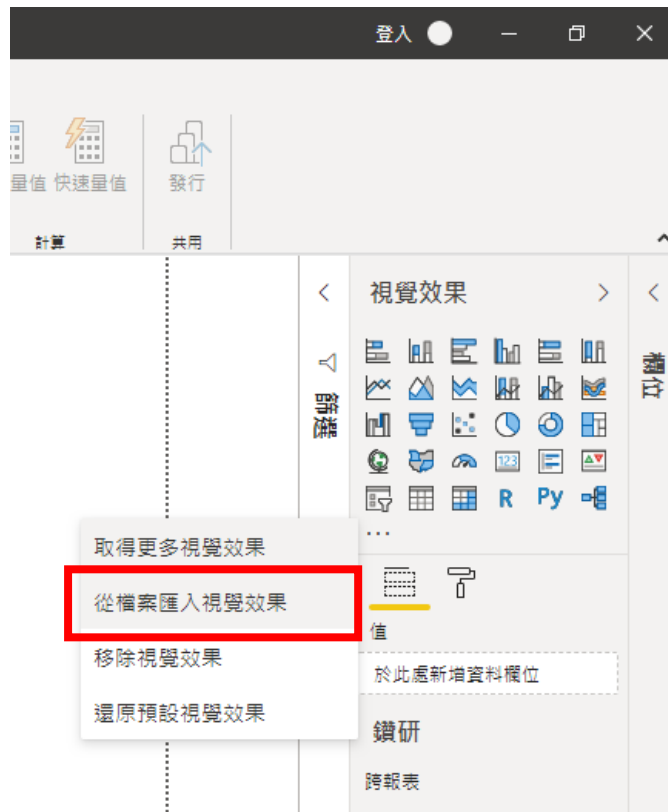 登入
量值 快速量值
發行
計算
共用
視覺效果
篩選
欄位
123
R
Py
...
取得更多視覺效果
從檔案匯入視覺效果
移除視覺效果
還原預設視覺效果
值
於此處新增資料欄位
鑽研
跨報表